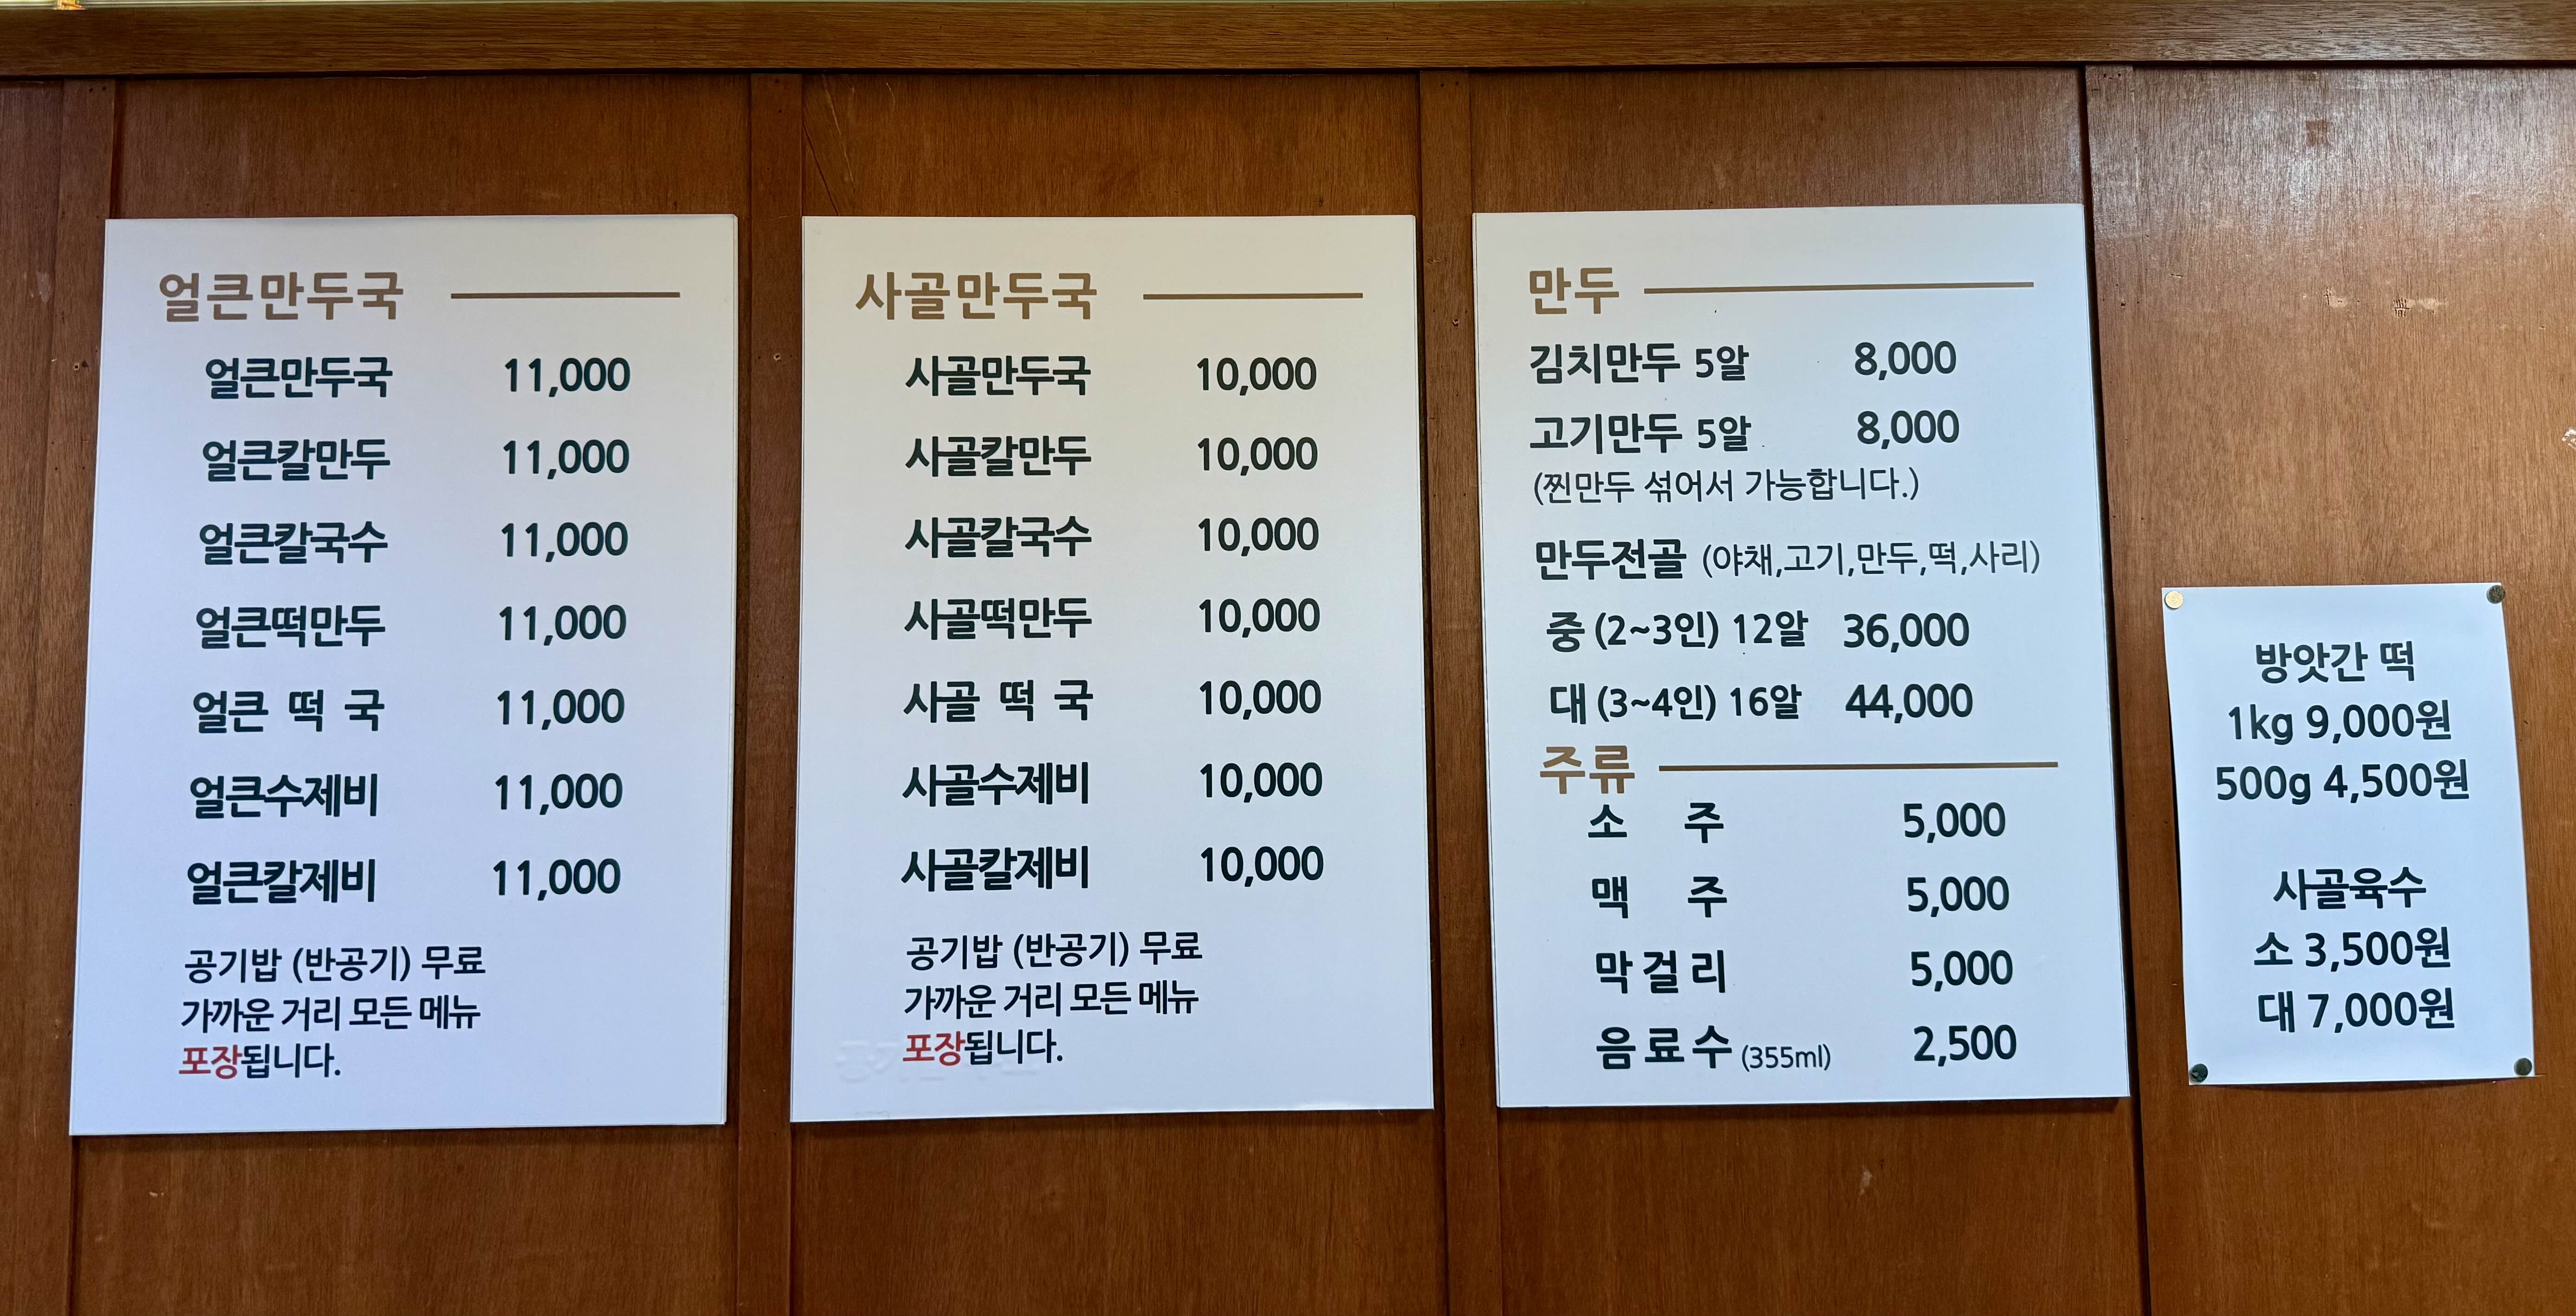 얼큰만두국
얼큰만두국 11,000
얼큰칼만두 11,000
얼큰칼국수 11,000
얼큰떡만두 11,000
얼큰 떡 국 11,000
얼큰수제비 11,000
얼큰칼제비 11,000
공기밥 (반공기) 무료
가까운 거리 모든 메뉴
포장됩니다.
사골만두국
사골만두국 10,000
사골칼만두 10,000
사골칼국수 10,000
사골떡만두 10,000
사골 떡 국 10,000
사골수제비 10,000
사골칼제비 10,000
공기밥 (반공기) 무료
가까운 거리 모든 메뉴
포장됩니다.
만두
김치만두 5알 8,000
고기만두 5알 8,000
(찐만두 섞어서 가능합니다.)
만두전골 (야채,고기,만두,떡,사리)
중 (2~3인) 12알 36,000
대 (3~4인) 16알 44,000
주류
소 주 5,000
맥 주 5,000
막걸리 5,000
음료수 (355ml) 2,500
방앗간 떡
1kg 9,000원
500g 4,500원
사골육수
소 3,500원
대 7,000원